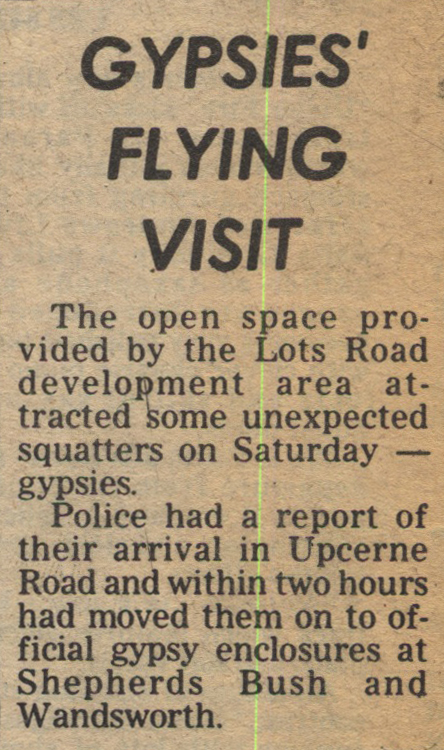 GYPSIES'
FLYING
VISIT
The open space pro-
vided by the Lots Road
development area at-
tracted some unexpected
squatters on Saturday —
gypsies.
Police had a report of
their arrival in Upcerne
Road and within two hours
had moved them on to of-
ficial gypsy enclosures at
Shepherds Bush and
Wandsworth.